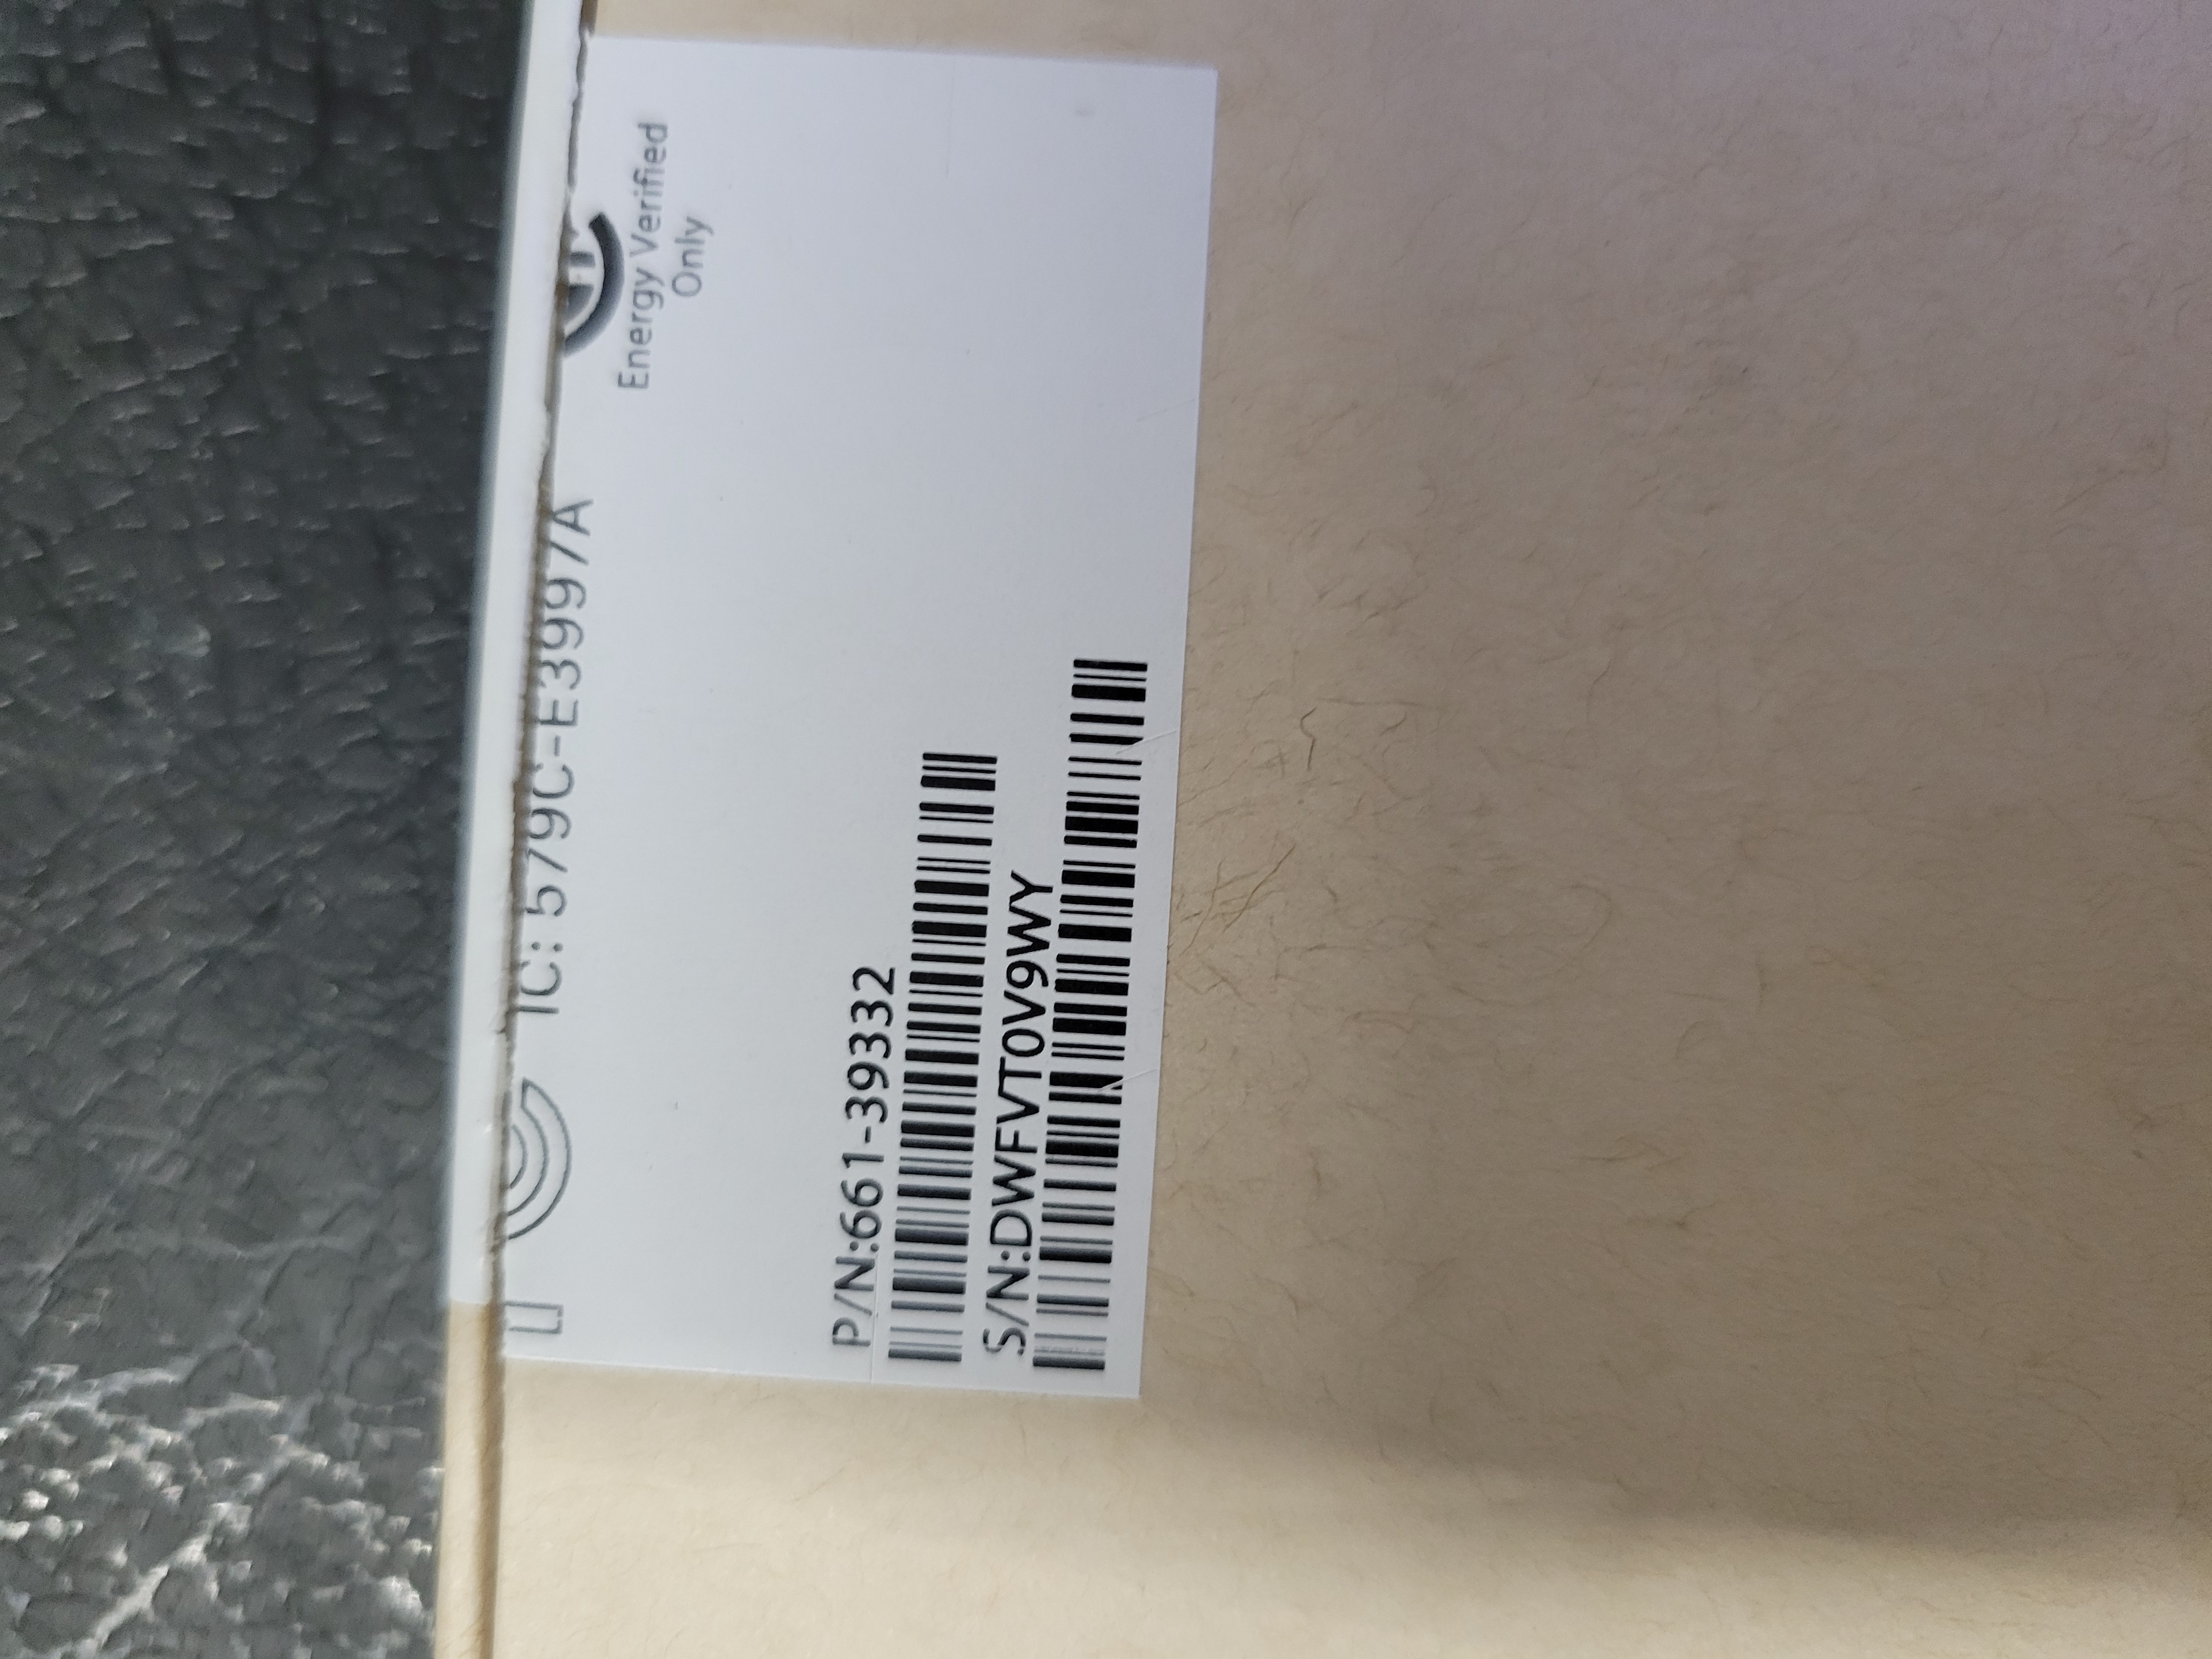 IC: 579C-E3997A
Energy Verified
Only
P/N:661-39332
S/N:DWFVT0V9WY